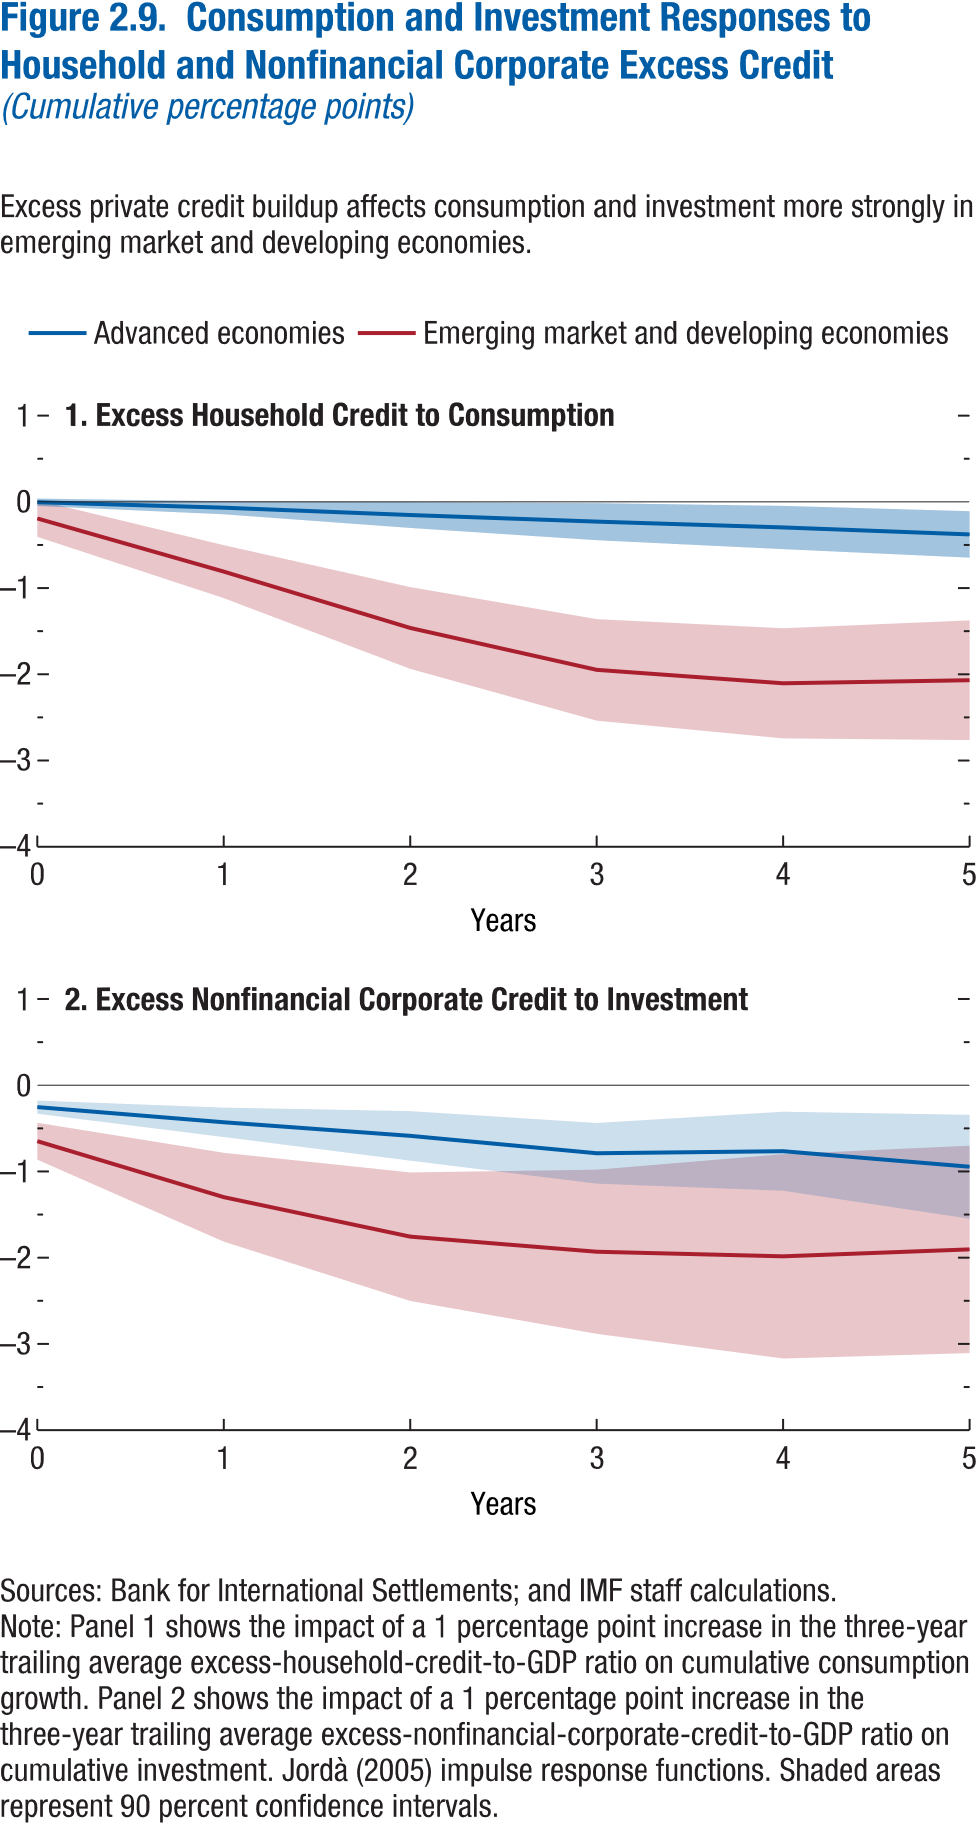 Figure 2.9.  Consumption and Investment Responses to
Household and Nonfinancial Corporate Excess Credit
(Cumulative percentage points)
Excess private credit buildup affects consumption and investment more strongly in
emerging market and developing economies.
Advanced economies Emerging market and developing economies
1 1. Excess Household Credit to Consumption
0
–1
–2
–3
–4
0 1 2 3 4 5
Years
1 2. Excess Nonfinancial Corporate Credit to Investment
0
–1
–2
–3
–4
0 1 2 3 4 5
Years
Sources: Bank for International Settlements; and IMF staff calculations.
Note: Panel 1 shows the impact of a 1 percentage point increase in the three-year
trailing average excess-household-credit-to-GDP ratio on cumulative consumption
growth. Panel 2 shows the impact of a 1 percentage point increase in the
three-year trailing average excess-nonfinancial-corporate-credit-to-GDP ratio on
cumulative investment. Jordà (2005) impulse response functions. Shaded areas
represent 90 percent confidence intervals.